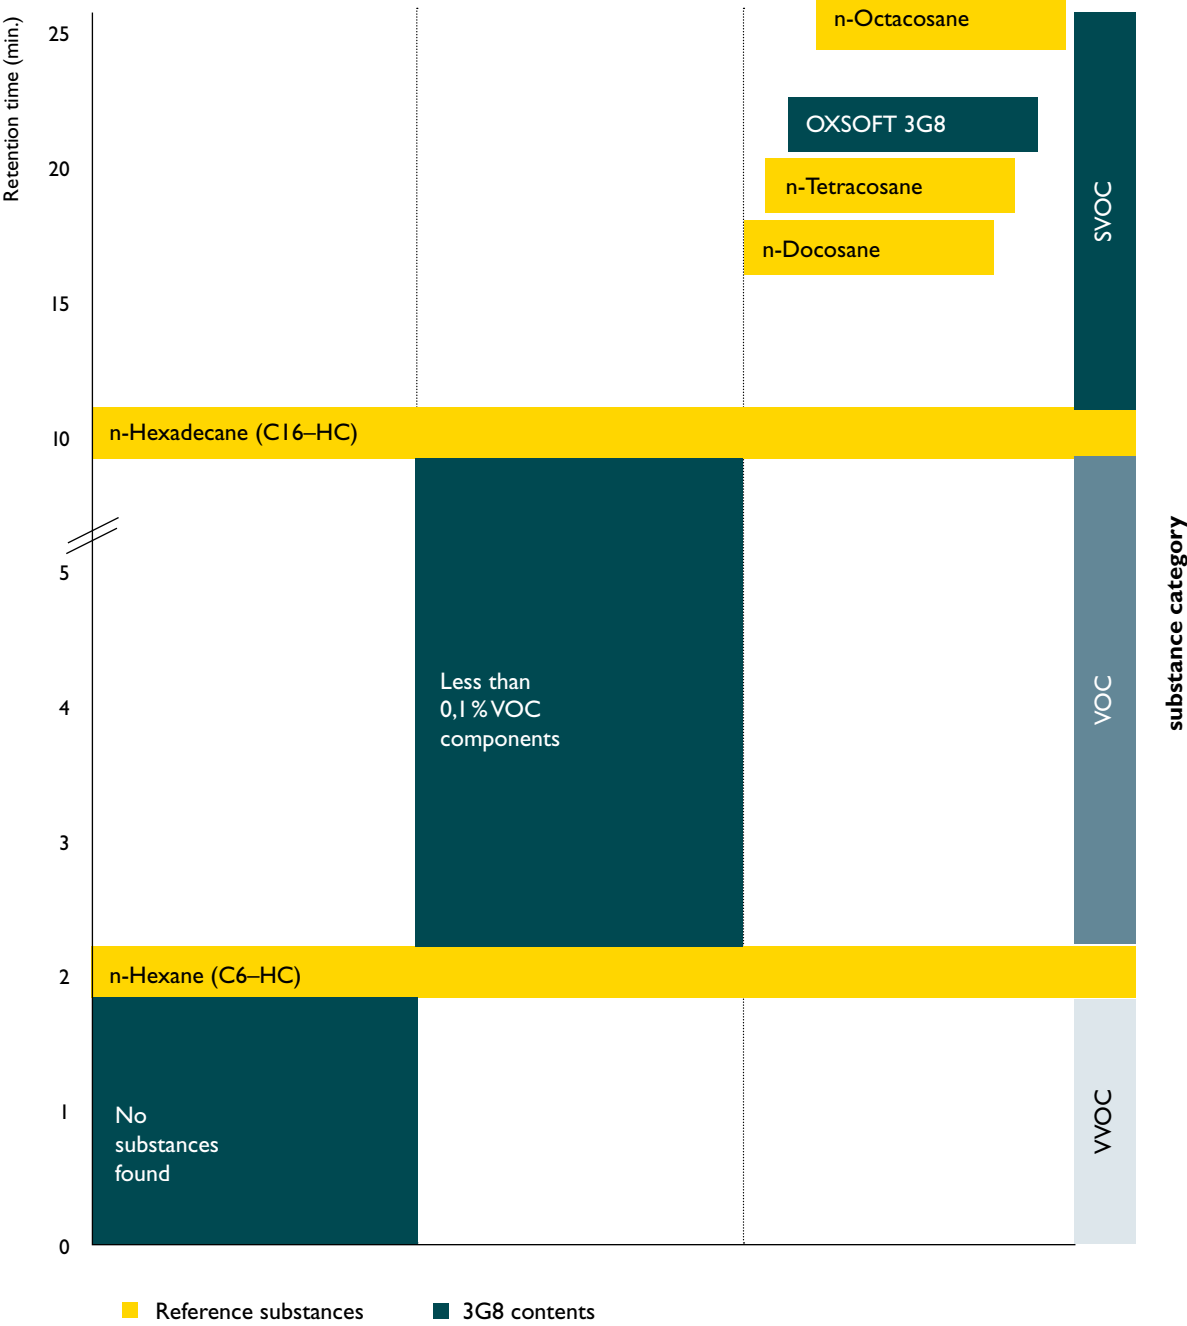 Retention time (min.)
25
20
15
10
5
4
3
2
1
0
n-Octacosane
OXSOFT 3G8
n-Tetracosane
n-Docosane
n-Hexadecane (C16–HC)
Less than
0,1 % VOC
components
n-Hexane (C6–HC)
No
substances
found
SVOC
VOC
VVOC
substance category
Reference substances
3G8 contents